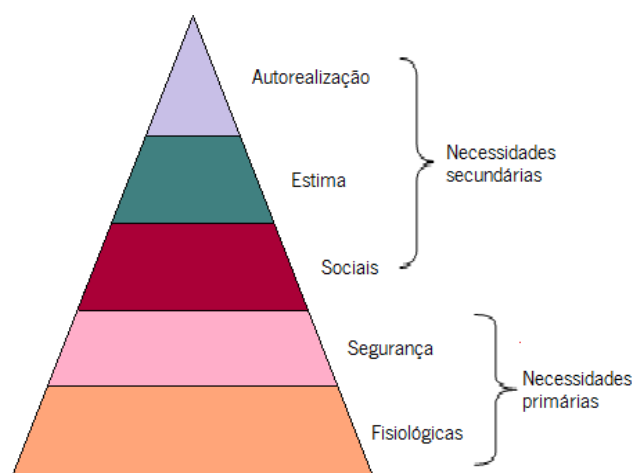 Autorealização
Necessidades
secundárias
Estima
Sociais
Segurança
Necessidades
primárias
Fisiológicas